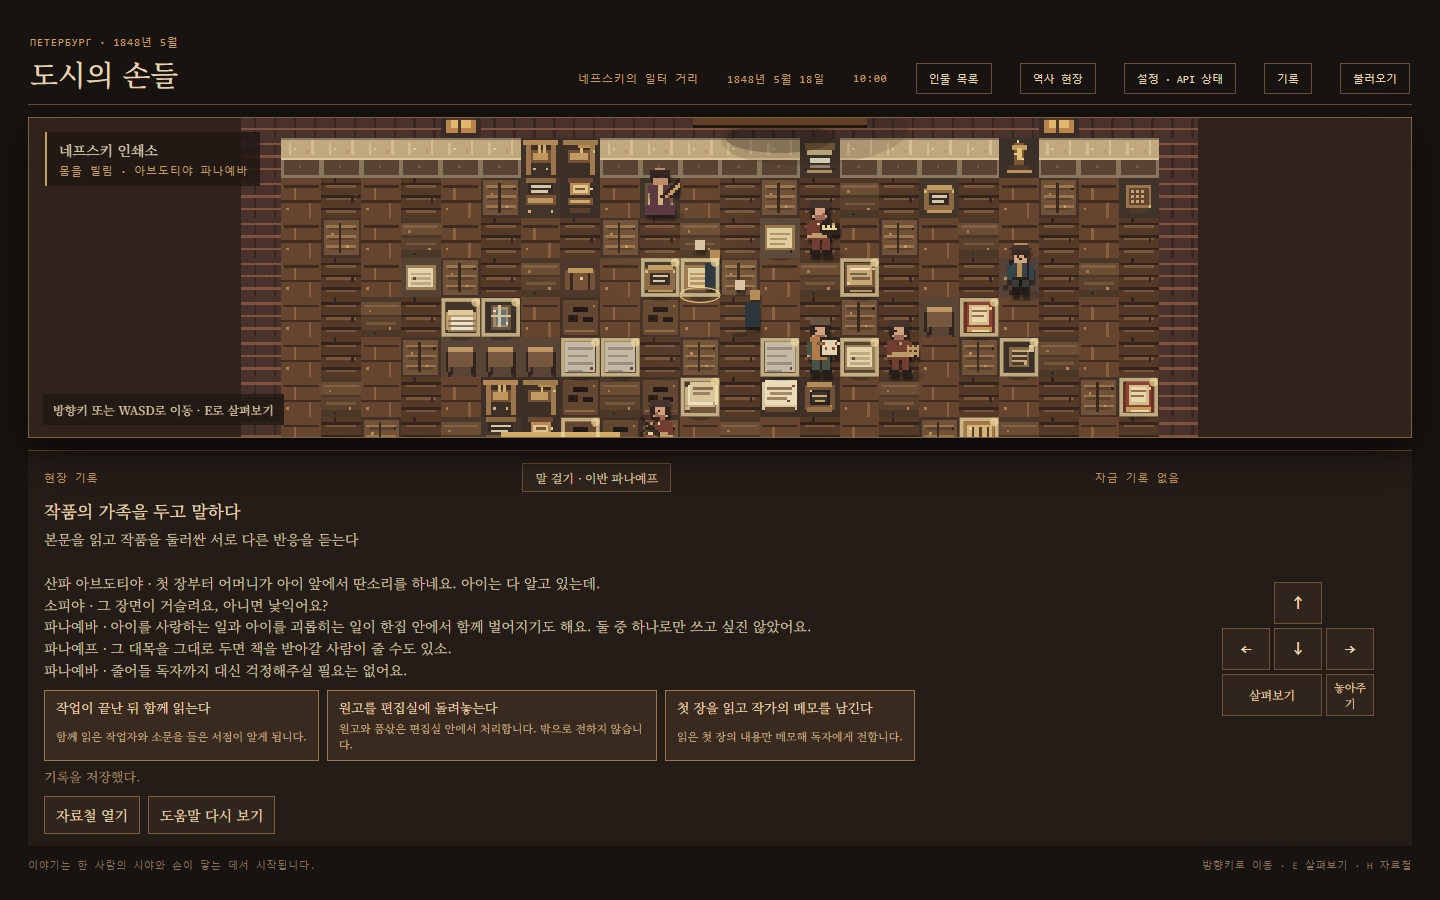 ПЕТЕРБУРГ · 1848년 5월
도시의 손들
네프스키의 일터 거리
1848년 5월 18일
10:00
인물 목록
역사 현장
설정 · API 상태
기록
불러오기
네프스키 인쇄소
몸을 빌림 · 아브도티야 파나예바
방향키 또는 WASD로 이동 · E로 살펴보기
현장 기록
말 걸기 · 이반 파나예프
자금 기록 없음
작품의 가족을 두고 말하다
본문을 읽고 작품을 둘러싼 서로 다른 반응을 듣는다
산파 아브도티야 · 첫 장부터 어머니가 아이 앞에서 딴소리를 하네요. 아이는 다 알고 있는데.
소피야 · 그 장면이 거슬려요, 아니면 낯익어요?
파나예바 · 아이를 사랑하는 일과 아이를 괴롭히는 일이 한집 안에서 함께 벌어지기도 해요. 둘 중 하나로만 쓰고 싶진 않았어요.
파나예프 · 그 대목을 그대로 두면 책을 받아갈 사람이 줄 수도 있소.
파나예바 · 줄어들 독자까지 대신 걱정해주실 필요는 없어요.
↑
←
↓
→
살펴보기
놓아주
기
작업이 끝난 뒤 함께 읽는다
함께 읽은 작업자와 소문을 들은 서점이 알게 됩니다.
원고를 편집실에 돌려놓는다
원고와 품삯은 편집실 안에서 처리합니다. 밖으로 전하지 않습니
다.
첫 장을 읽고 작가의 메모를 남긴다
읽은 첫 장의 내용만 메모해 독자에게 전합니다.
기록을 저장했다.
자료철 열기
도움말 다시 보기
이야기는 한 사람의 시야와 손이 닿는 데서 시작됩니다.
방향키로 이동 · E 살펴보기 · H 자료철